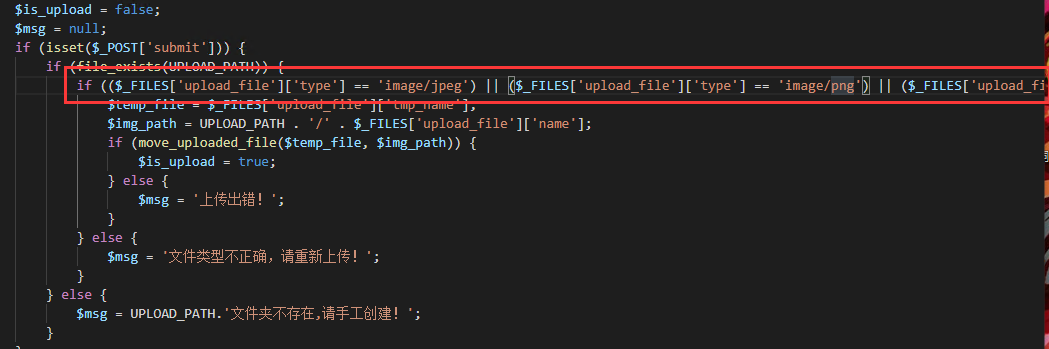 $is_upload = false;
$msg = null;
if (isset($_POST['submit'])) {
if (file_exists(UPLOAD_PATH)) {
if (($_FILES['upload_file']['type'] == 'image/jpeg') || ($_FILES['upload_file']['type'] == 'image/png') || ($_FILES['upload_fi
$temp_file = $_FILES['upload_file']['tmp_name'];
$img_path = UPLOAD_PATH . '/' . $_FILES['upload_file']['name'];
if (move_uploaded_file($temp_file, $img_path)) {
$is_upload = true;
} else {
$msg = '上传出错！';
}
} else {
$msg = '文件类型不正确，请重新上传！';
}
} else {
$msg = UPLOAD_PATH.'文件夹不存在,请手工创建！';
}